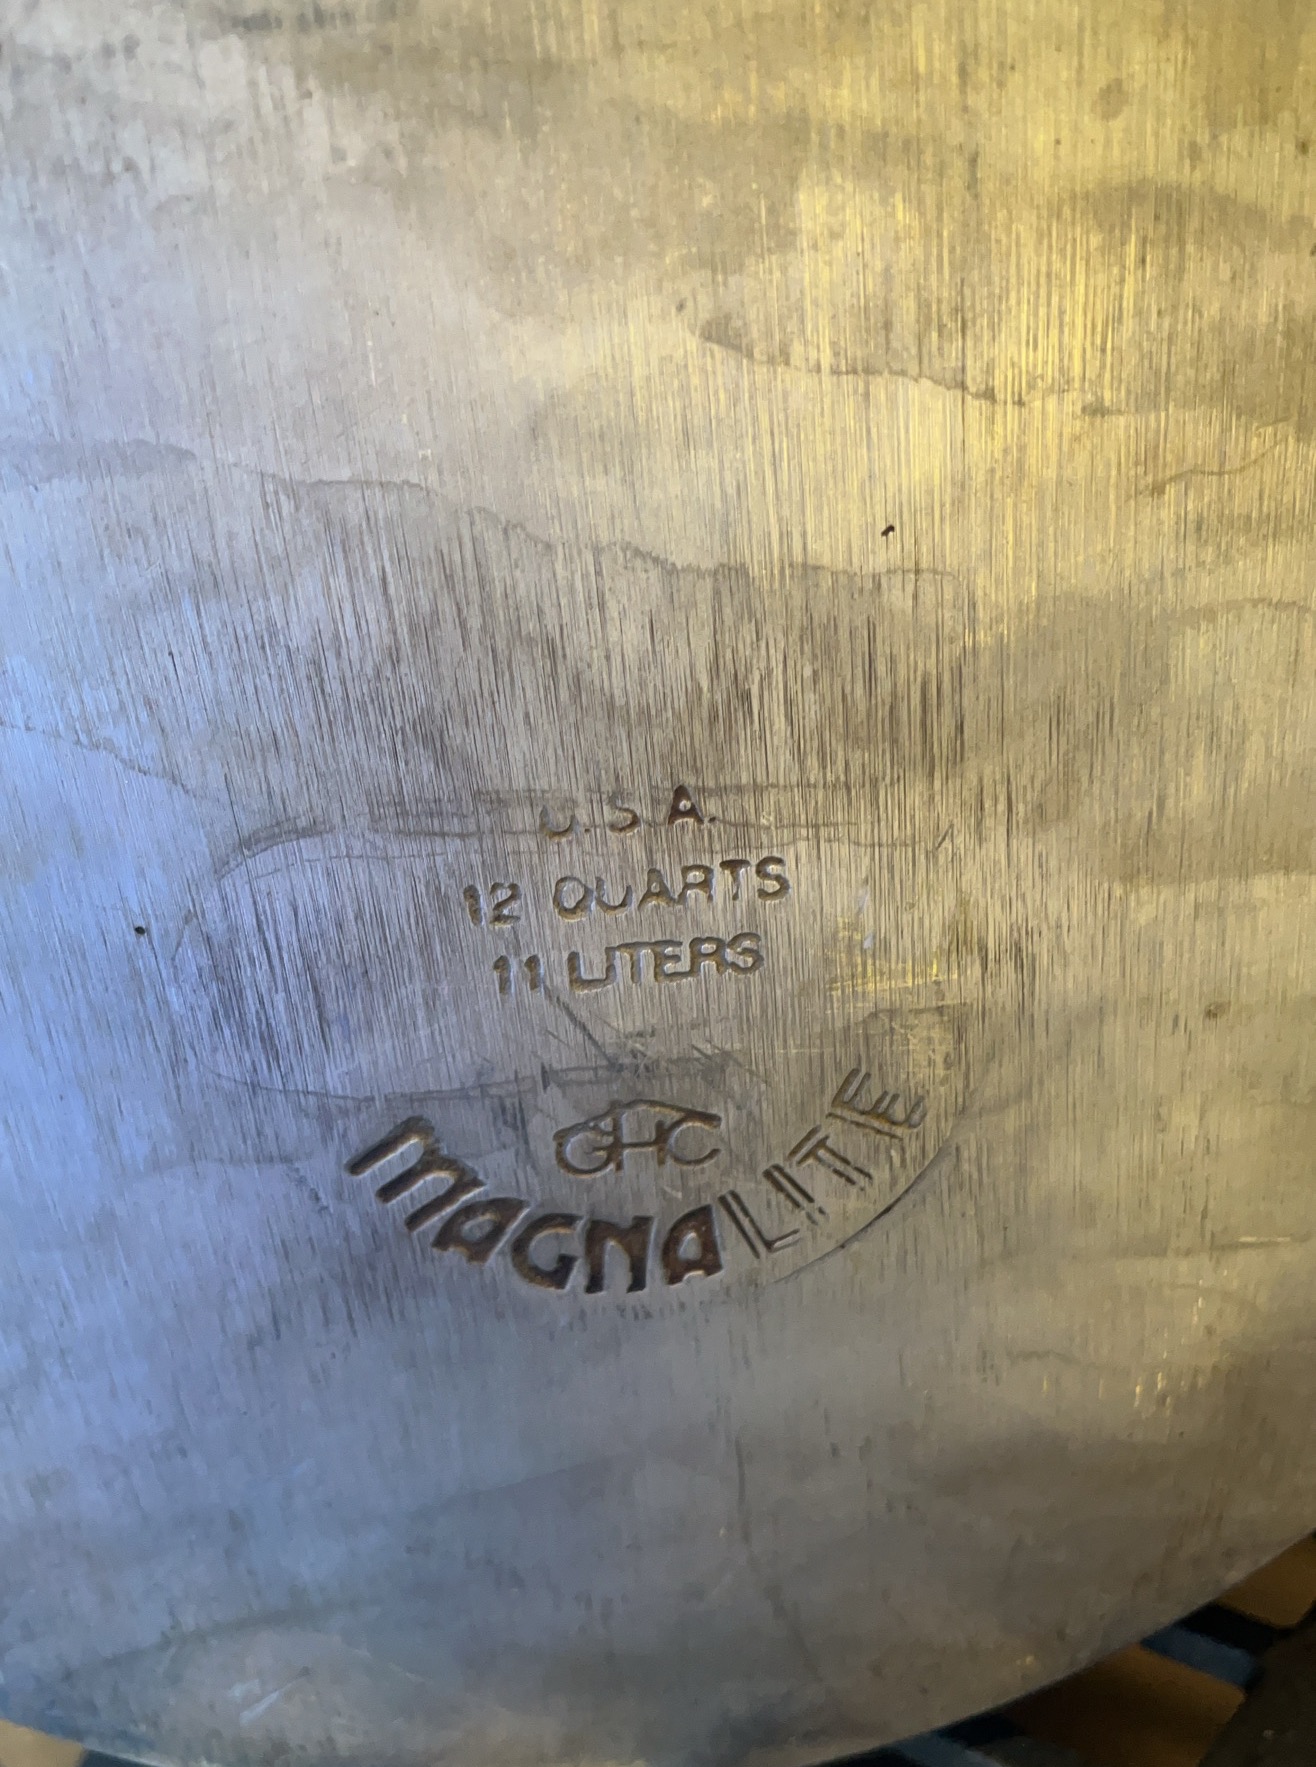 U.S.A.
12 QUARTS
11 LITERS
GHC
MAGNALITE